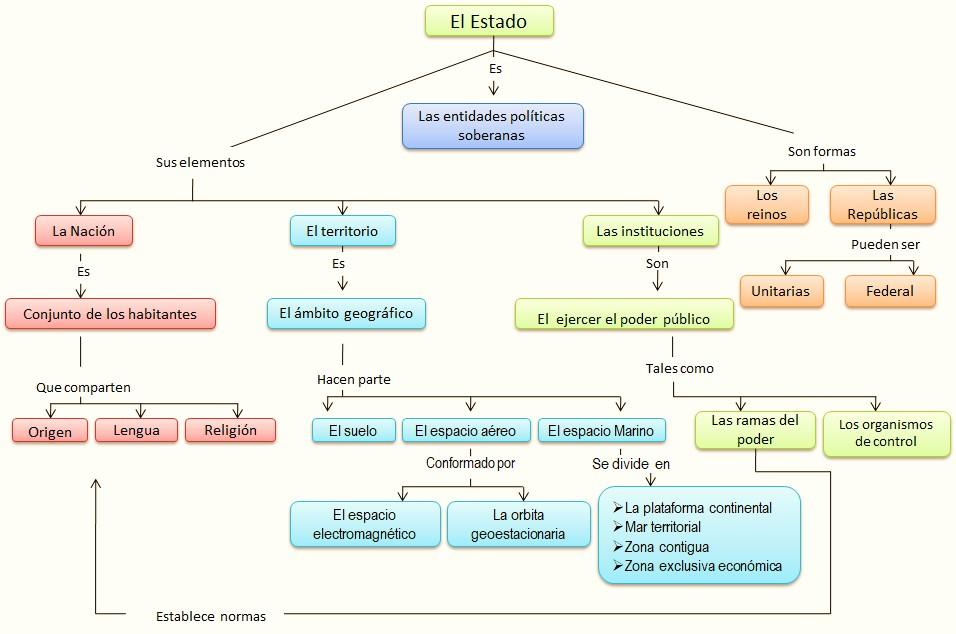 El Estado
Es
Las entidades políticas
soberanas
Sus elementos
Son formas
Los
reinos
Las
Repúblicas
La Nación
El territorio
Las instituciones
Pueden ser
Es
Es
Son
Unitarias
Federal
Conjunto de los habitantes
El ámbito geográfico
El ejercer el poder público
Que comparten
Hacen parte
Tales como
Origen
Lengua
Religión
El suelo
El espacio aéreo
El espacio Marino
Las ramas del
poder
Los organismos
de control
Conformado por
Se divide en
El espacio
electromagnético
La orbita
geoestacionaria
➢La plataforma continental
➢Mar territorial
➢Zona contigua
➢Zona exclusiva económica
Establece normas